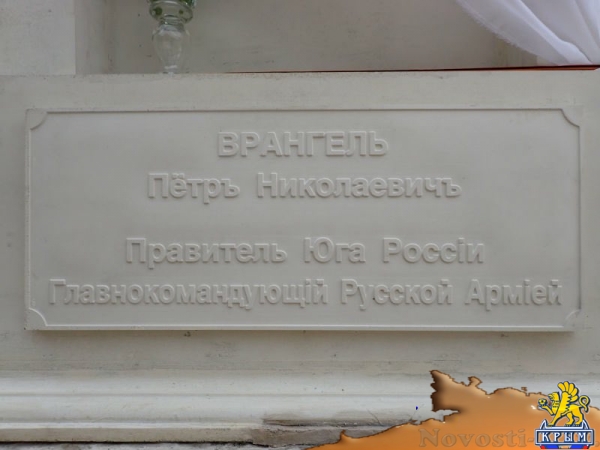 ВРАНГЕЛЬ
Пётръ Николаевичъ
Правитель Юга Россіи
Главнокомандующій Русской Арміей
Novosti-
КРЫМ